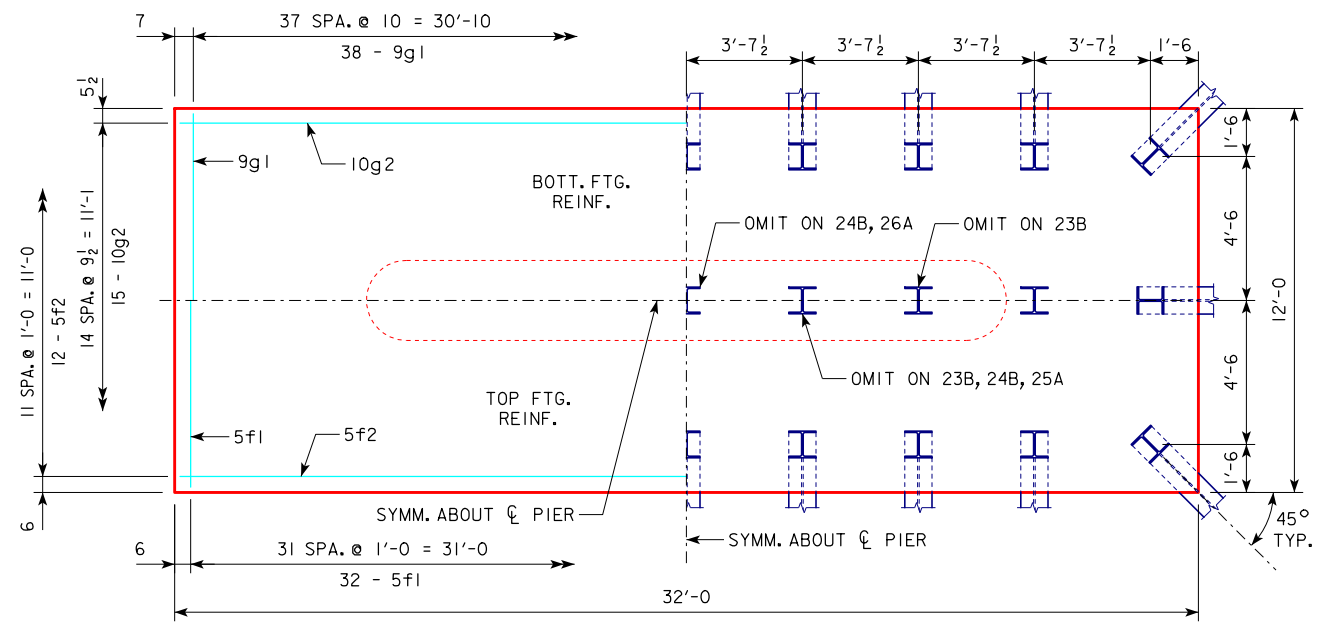 7
37 SPA. @ 10 = 30'-10
38 - 9g1
3'-7½
3'-7½
3'-7½
3'-7½
1'-6
5½
9g1
10g2
BOTT. FTG.
REINF.
OMIT ON 24B, 26A
OMIT ON 23B
1'-6
4'-6
12'-0
4'-6
1'-6
11 SPA. @ 1'-0 = 11'-0
12 - 5f2
14 SPA. @ 9½ = 11'-1
15 - 10g2
OMIT ON 23B, 24B, 25A
TOP FTG.
REINF.
5f1
5f2
6
SYMM. ABOUT ℄ PIER
SYMM. ABOUT ℄ PIER
45°
TYP.
6
31 SPA. @ 1'-0 = 31'-0
32 - 5f1
32'-0